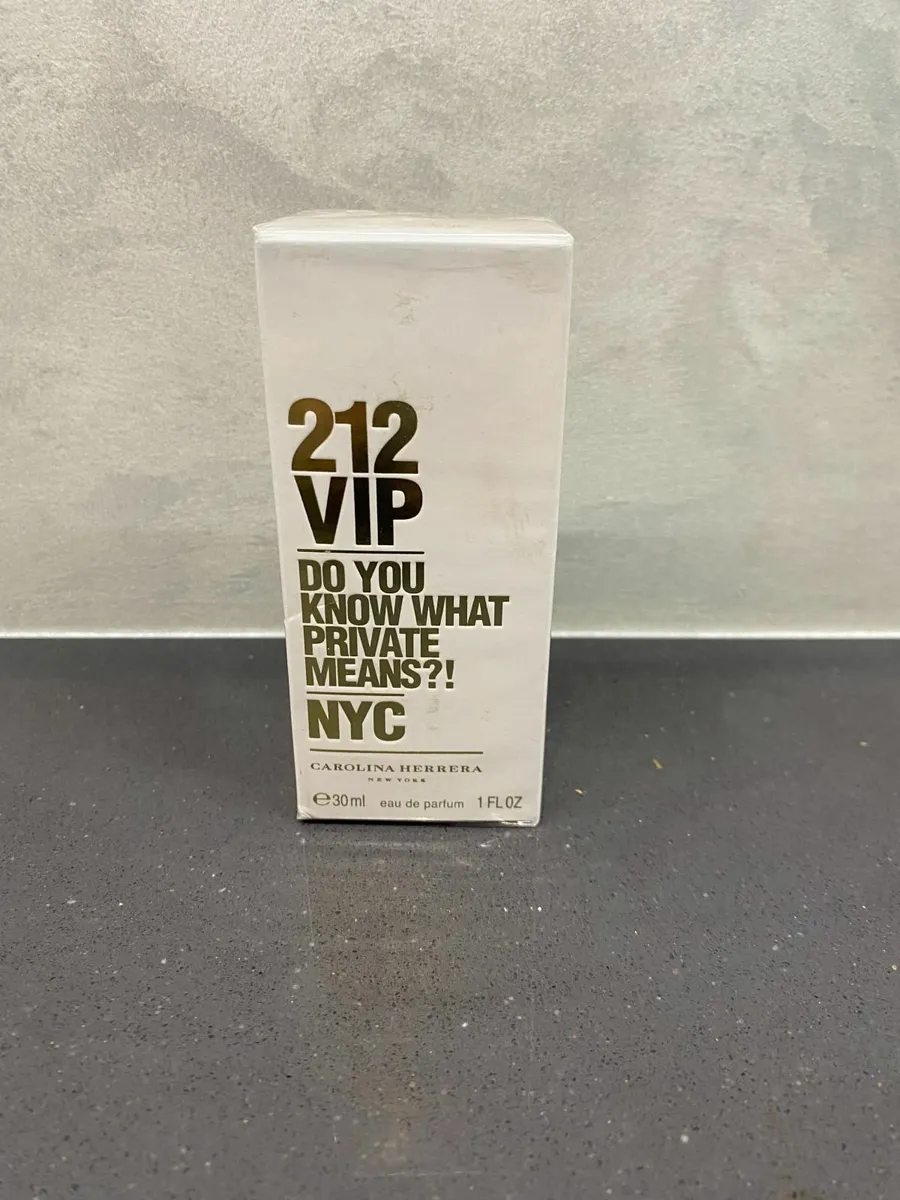 212
VIP
DO YOU
KNOW WHAT
PRIVATE
MEANS?!
NYC
CAROLINA HERRERA
NEW YORK
℮30ml eau de parfum 1 FL OZ